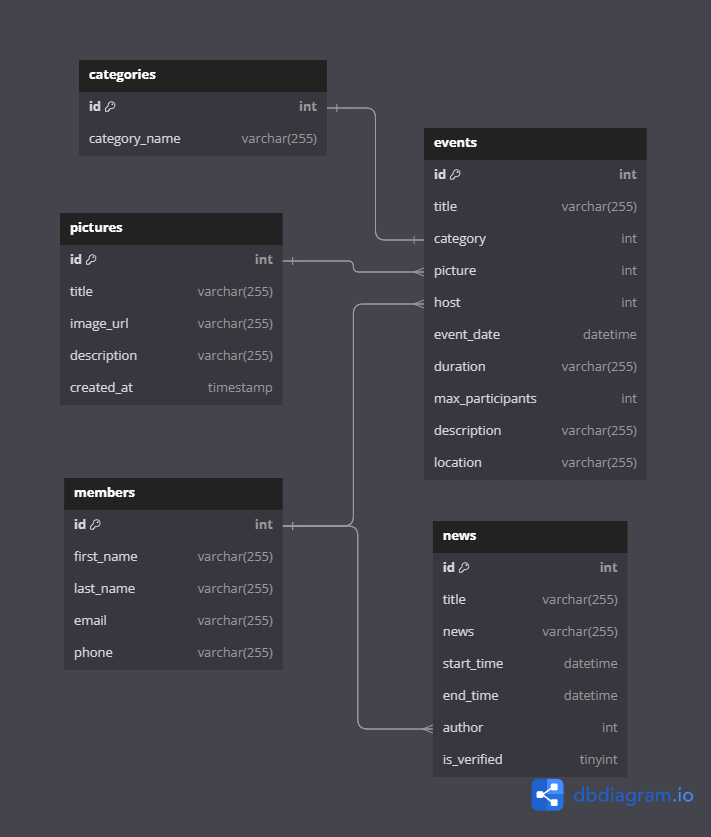 categories
id int
category_name varchar(255)
events
id int
title varchar(255)
category int
picture int
host int
event_date datetime
duration varchar(255)
max_participants int
description varchar(255)
location varchar(255)
pictures
id int
title varchar(255)
image_url varchar(255)
description varchar(255)
created_at timestamp
members
id int
first_name varchar(255)
last_name varchar(255)
email varchar(255)
phone varchar(255)
news
id int
title varchar(255)
news varchar(255)
start_time datetime
end_time datetime
author int
is_verified tinyint
dbdiagram.io